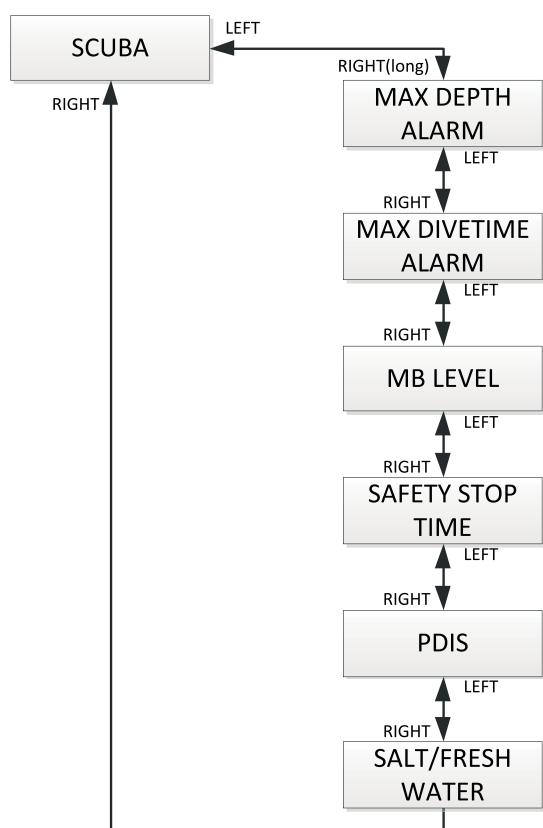 SCUBA
LEFT
RIGHT(long)
RIGHT
MAX DEPTH
ALARM
LEFT
RIGHT
MAX DIVETIME
ALARM
LEFT
RIGHT
MB LEVEL
LEFT
RIGHT
SAFETY STOP
TIME
LEFT
RIGHT
PDIS
LEFT
RIGHT
SALT/FRESH
WATER